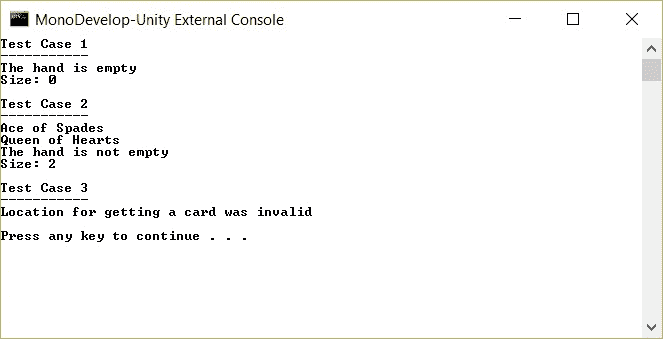 MonoDevelop-Unity External Console
Test Case 1
-----------
The hand is empty
Size: 0
Test Case 2
-----------
Ace of Spades
Queen of Hearts
The hand is not empty
Size: 2
Test Case 3
-----------
Location for getting a card was invalid
Press any key to continue . . .